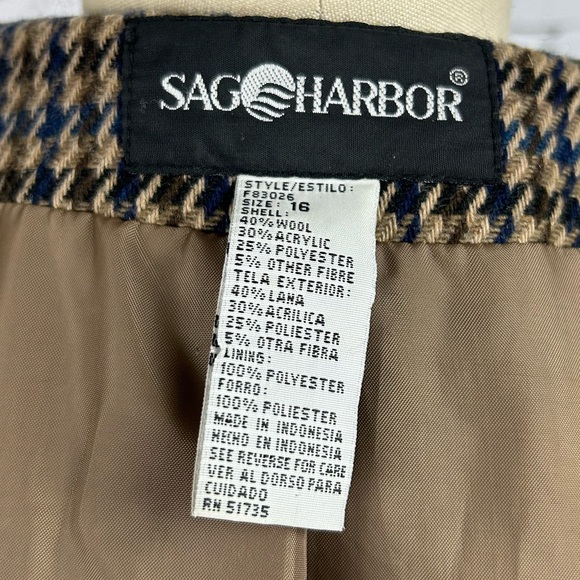 SAG HARBOR ®
STYLE/ESTILO:
F83026
SIZE: 16
SHELL:
40% WOOL
30% ACRYLIC
25% POLYESTER
5% OTHER FIBRE
TELA EXTERIOR:
40% LANA
30% ACRILICA
25% POLIESTER
5% OTRA FIBRA
LINING:
100% POLYESTER
FORRO:
100% POLIESTER
MADE IN INDONESIA
HECHO EN INDONESIA
SEE REVERSE FOR CARE
VER AL DORSO PARA
CUIDADO
RN 51735